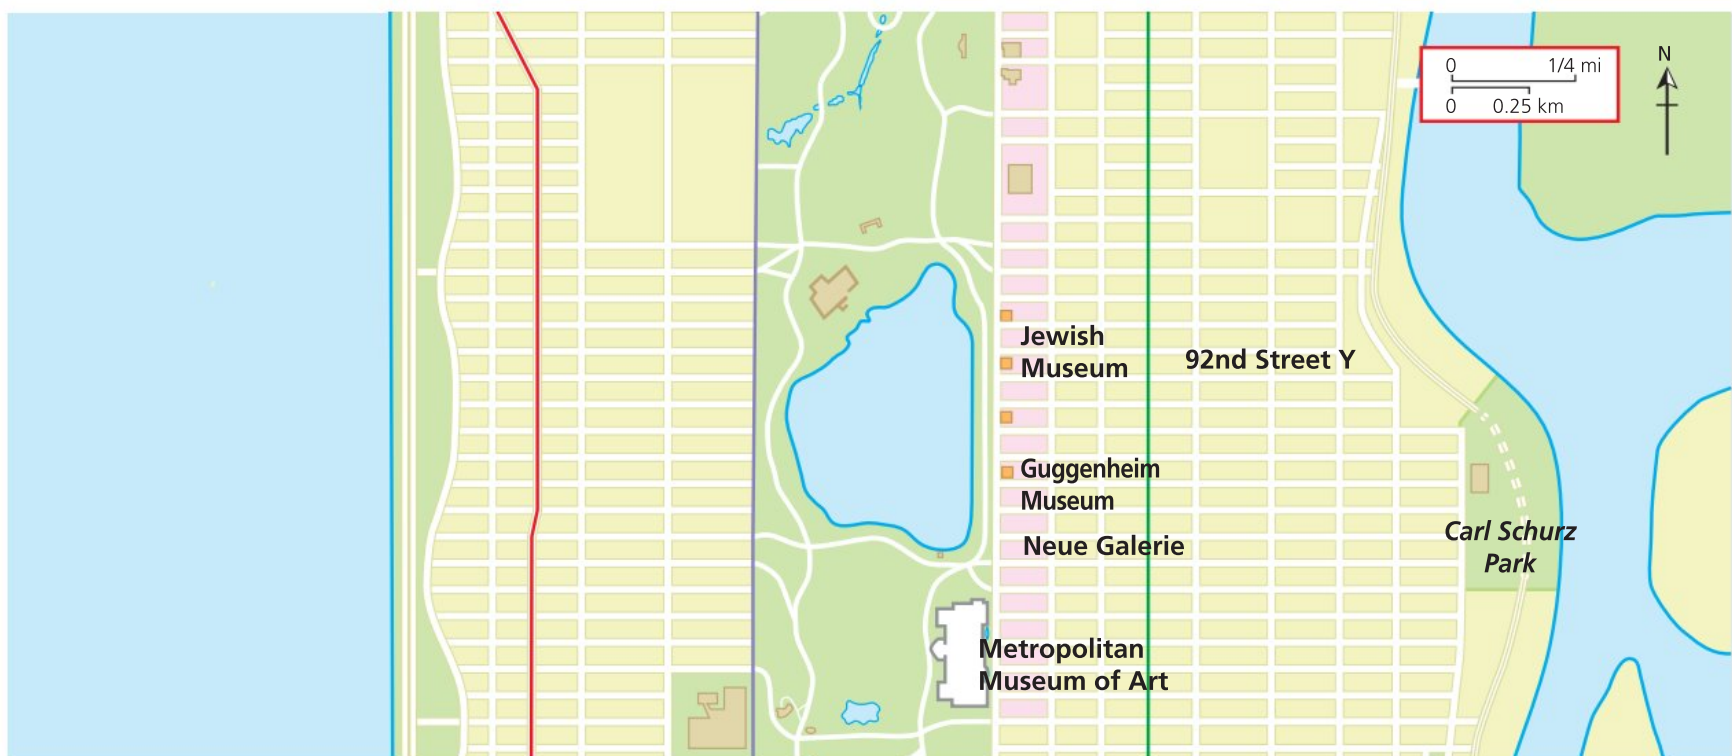 0 1/4 mi
0 0.25 km
N
Jewish
Museum
92nd Street Y
Guggenheim
Museum
Neue Galerie
Carl Schurz
Park
Metropolitan
Museum of Art